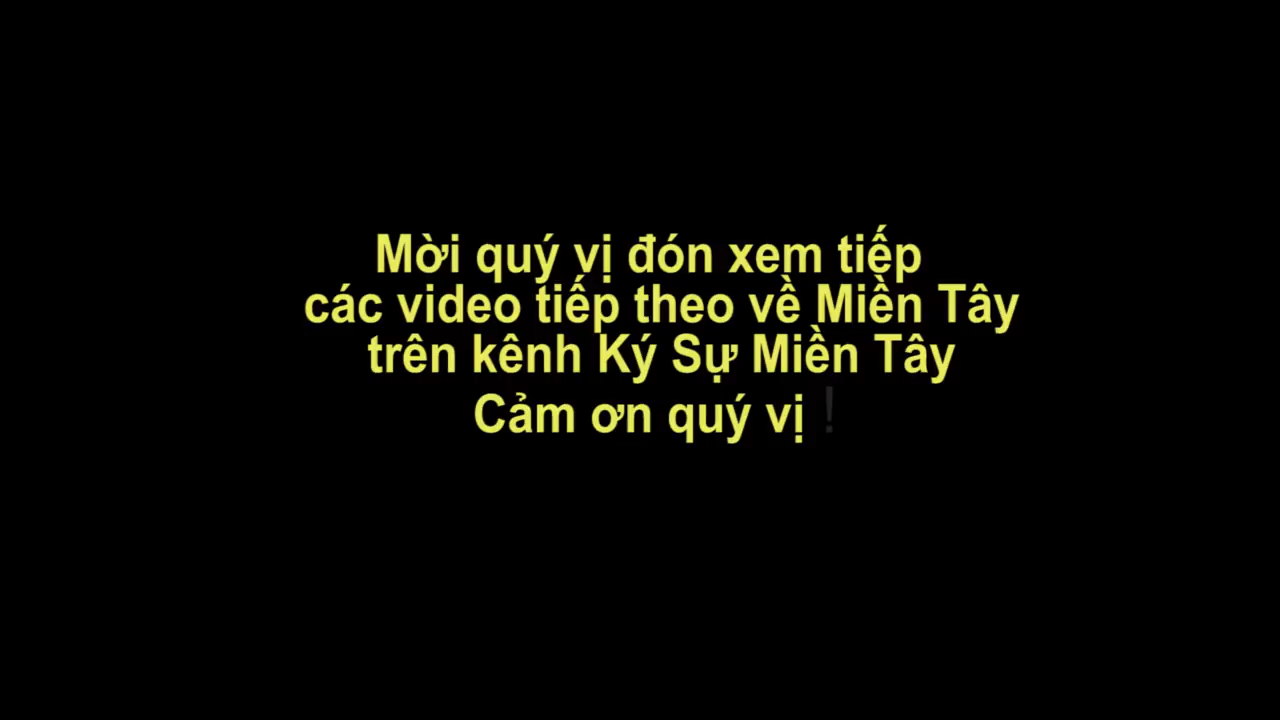 Mời quý vị đón xem tiếp
các video tiếp theo về Miền Tây
trên kênh Ký Sự Miền Tây
Cảm ơn quý vị !